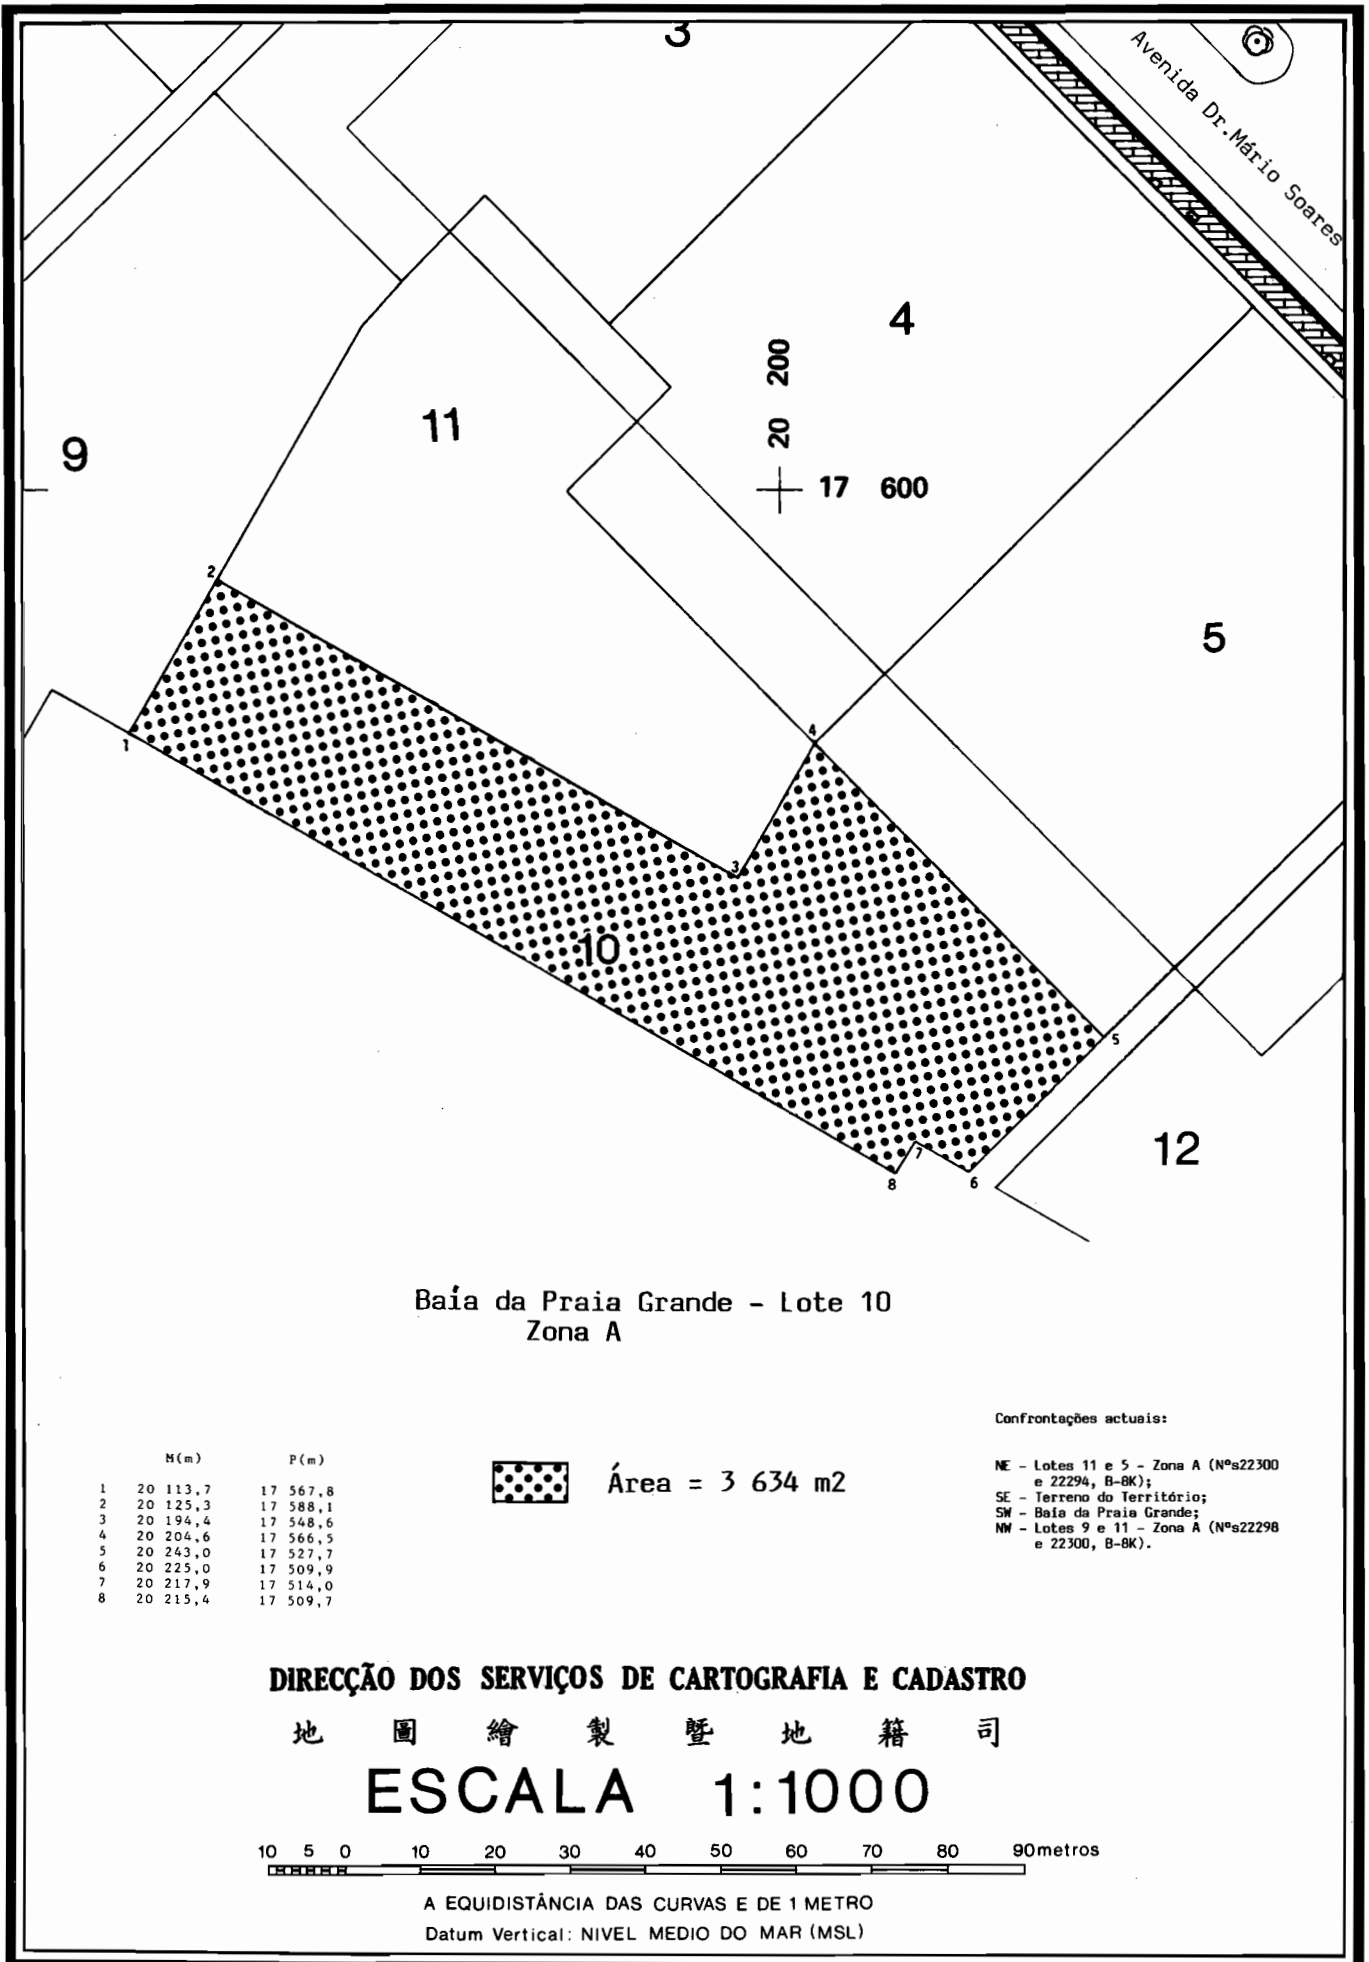 3
Avenida Dr.Mário Soares
4
20 200
17 600
11
9
5
2
1
4
3
10
5
12
7
8
6
Baía da Praia Grande - Lote 10
Zona A
Confrontações actuais:
NE - Lotes 11 e 5 - Zona A (Nºs22300
e 22294, B-8K);
SE - Terreno do Território;
SW - Baía da Praia Grande;
NW - Lotes 9 e 11 - Zona A (Nºs22298
e 22300, B-8K).
Área = 3 634 m2
M(m) P(m)
1 20 113,7 17 567,8
2 20 125,3 17 588,1
3 20 194,4 17 548,6
4 20 204,6 17 566,5
5 20 243,0 17 527,7
6 20 225,0 17 509,9
7 20 217,9 17 514,0
8 20 215,4 17 509,7
DIRECÇÃO DOS SERVIÇOS DE CARTOGRAFIA E CADASTRO
地圖繪製暨地籍司
ESCALA 1:1000
10 5 0 10 20 30 40 50 60 70 80 90metros
A EQUIDISTÂNCIA DAS CURVAS E DE 1 METRO
Datum Vertical: NIVEL MEDIO DO MAR (MSL)